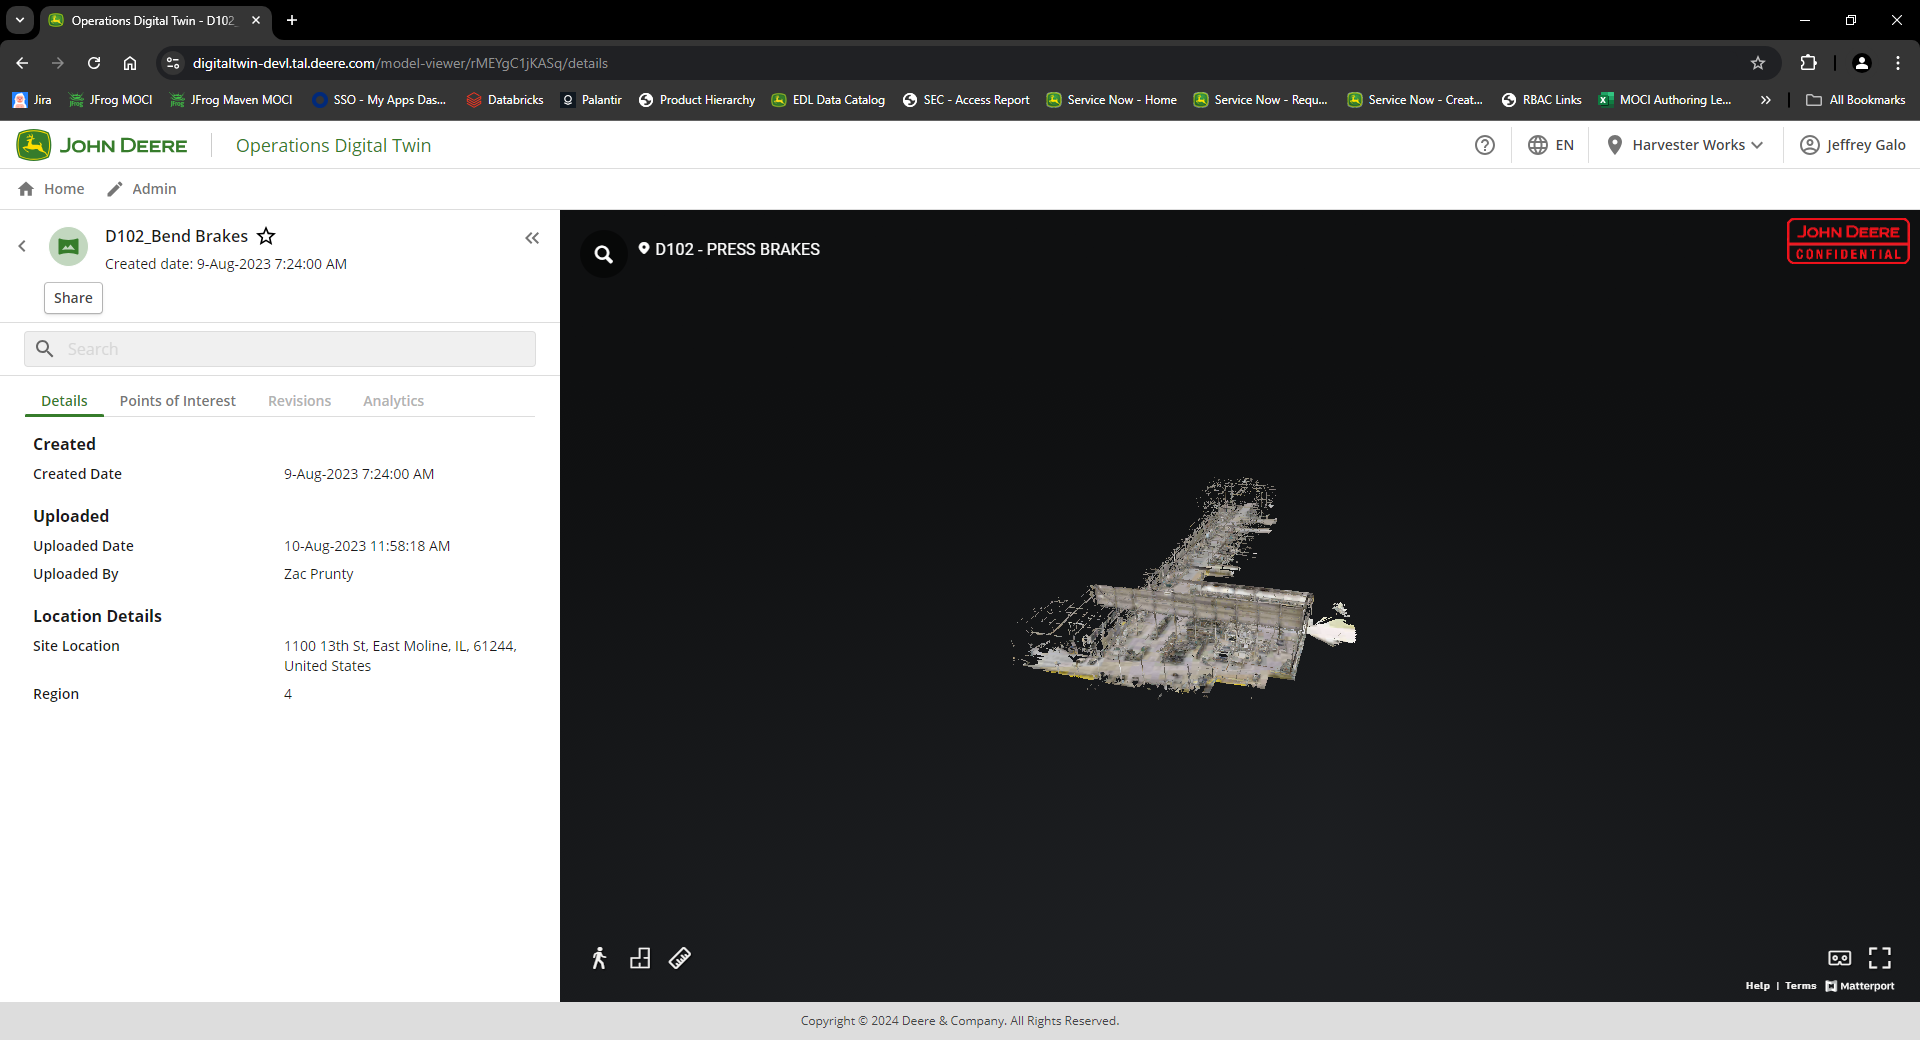 Operations Digital Twin - D102_
digitaltwin-devl.tal.deere.com/model-viewer/rMEYgC1jKASq/details
Jira
JFrog MOCI
JFrog Maven MOCI
SSO - My Apps Das...
Databricks
Palantir
Product Hierarchy
EDL Data Catalog
SEC - Access Report
Service Now - Home
Service Now - Requ...
Service Now - Creat...
RBAC Links
MOCI Authoring Le...
All Bookmarks
JOHN DEERE
Operations Digital Twin
EN
Harvester Works
Jeffrey Galo
Home
Admin
D102_Bend Brakes
Created date: 9-Aug-2023 7:24:00 AM
Share
Search
Details
Points of Interest
Revisions
Analytics
Created
Created Date 9-Aug-2023 7:24:00 AM
Uploaded
Uploaded Date 10-Aug-2023 11:58:18 AM
Uploaded By Zac Prunty
Location Details
Site Location 1100 13th St, East Moline, IL, 61244,
United States
Region 4
D102 - PRESS BRAKES
JOHN DEERE
CONFIDENTIAL
Help | Terms Matterport
Copyright © 2024 Deere & Company. All Rights Reserved.